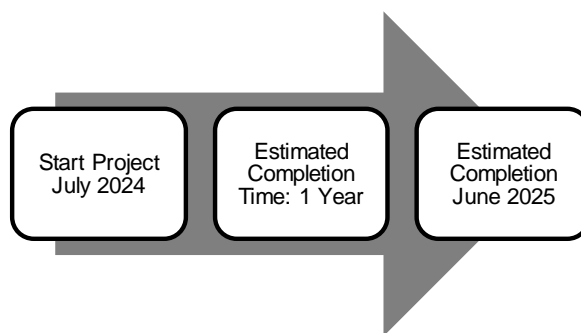 Start Project
July 2024
Estimated
Completion
Time: 1 Year
Estimated
Completion
June 2025